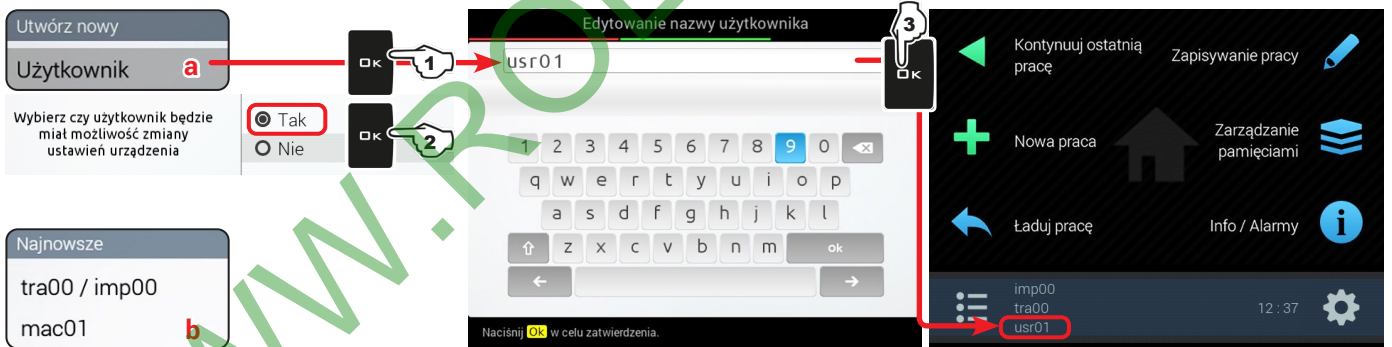 Utwórz nowy
Użytkownik
a
OK
1
Wybierz czy użytkownik będzie
miał możliwość zmiany
ustawień urządzenia
Tak
Nie
OK
2
Najnowsze
tra00 / imp00
mac01
b
Edytowanie nazwy użytkownika
usr01
3
OK
1 2 3 4 5 6 7 8 9 0
q w e r t y u i o p
a s d f g h j k l
z x c v b n m ok
Naciśnij Ok w celu zatwierdzenia.
Kontynuuj ostatnią
pracę
Zapisywanie pracy
Nowa praca
Zarządzanie
pamięciami
Ładuj pracę
Info / Alarmy
i
imp00
tra00
usr01
12 : 37
WWW.RO